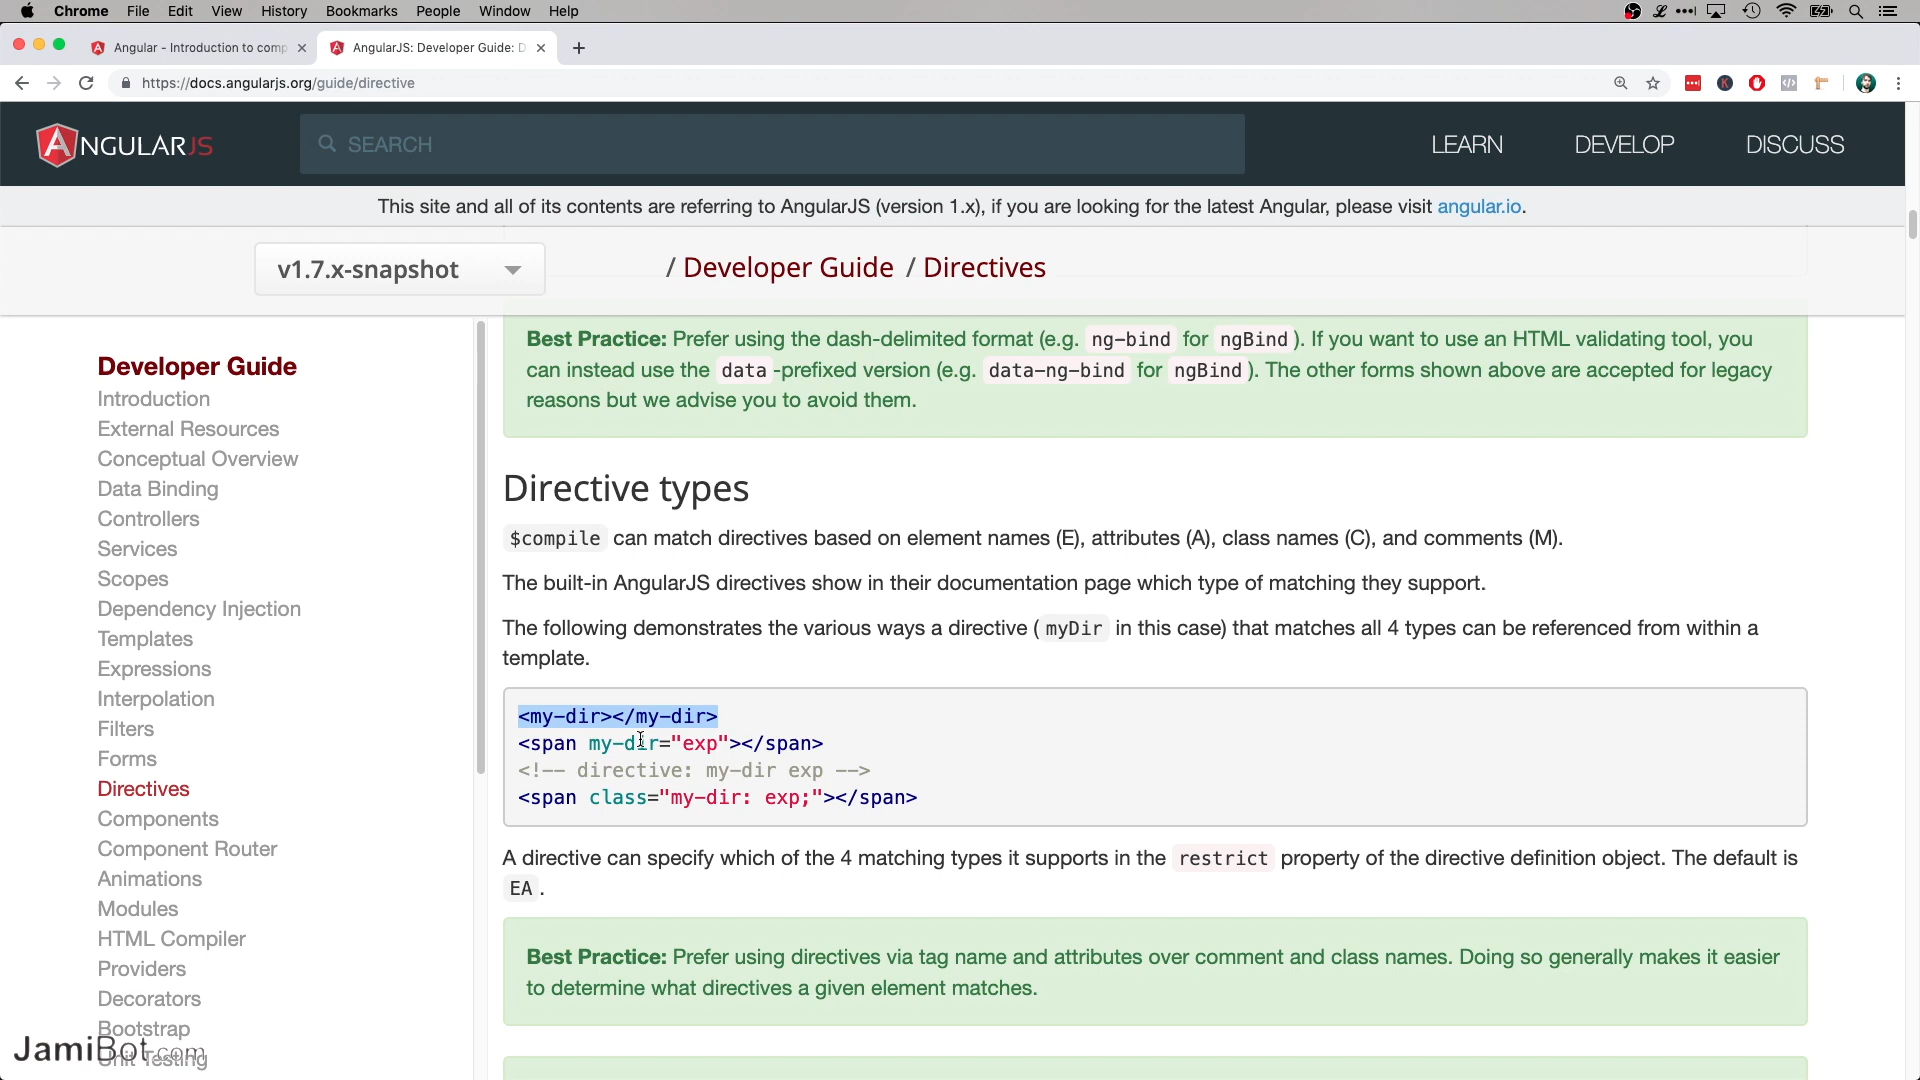 Chrome File Edit View History Bookmarks People Window Help
Angular - Introduction to comp
AngularJS: Developer Guide: D
https://docs.angularjs.org/guide/directive
ANGULARJS
SEARCH
LEARN DEVELOP DISCUSS
This site and all of its contents are referring to AngularJS (version 1.x), if you are looking for the latest Angular, please visit angular.io.
v1.7.x-snapshot
/ Developer Guide / Directives
Developer Guide
Introduction
External Resources
Conceptual Overview
Data Binding
Controllers
Services
Scopes
Dependency Injection
Templates
Expressions
Interpolation
Filters
Forms
Directives
Components
Component Router
Animations
Modules
HTML Compiler
Providers
Decorators
Bootstrap
Unit Testing
JamiBot.com
Best Practice: Prefer using the dash-delimited format (e.g. ng-bind for ngBind ). If you want to use an HTML validating tool, you
can instead use the data -prefixed version (e.g. data-ng-bind for ngBind ). The other forms shown above are accepted for legacy
reasons but we advise you to avoid them.
Directive types
$compile can match directives based on element names (E), attributes (A), class names (C), and comments (M).
The built-in AngularJS directives show in their documentation page which type of matching they support.
The following demonstrates the various ways a directive ( myDir in this case) that matches all 4 types can be referenced from within a
template.
<my-dir></my-dir>
<span my-dir="exp"></span>
<!-- directive: my-dir exp -->
<span class="my-dir: exp;"></span>
A directive can specify which of the 4 matching types it supports in the restrict property of the directive definition object. The default is
EA .
Best Practice: Prefer using directives via tag name and attributes over comment and class names. Doing so generally makes it easier
to determine what directives a given element matches.